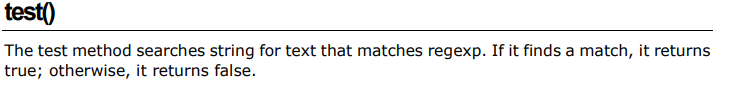 test()
The test method searches string for text that matches regexp. If it finds a match, it returns
true; otherwise, it returns false.